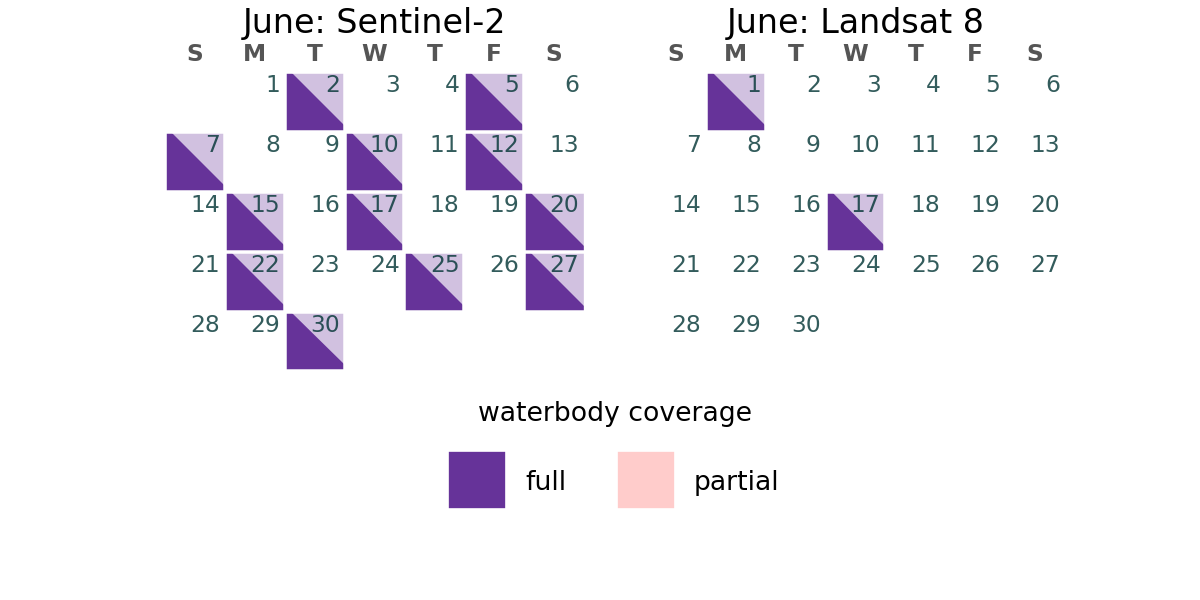 June: Sentinel-2
S M T W T F S
1 2 3 4 5 6
7 8 9 10 11 12 13
14 15 16 17 18 19 20
21 22 23 24 25 26 27
28 29 30
June: Landsat 8
S M T W T F S
1 2 3 4 5 6
7 8 9 10 11 12 13
14 15 16 17 18 19 20
21 22 23 24 25 26 27
28 29 30
waterbody coverage
full partial